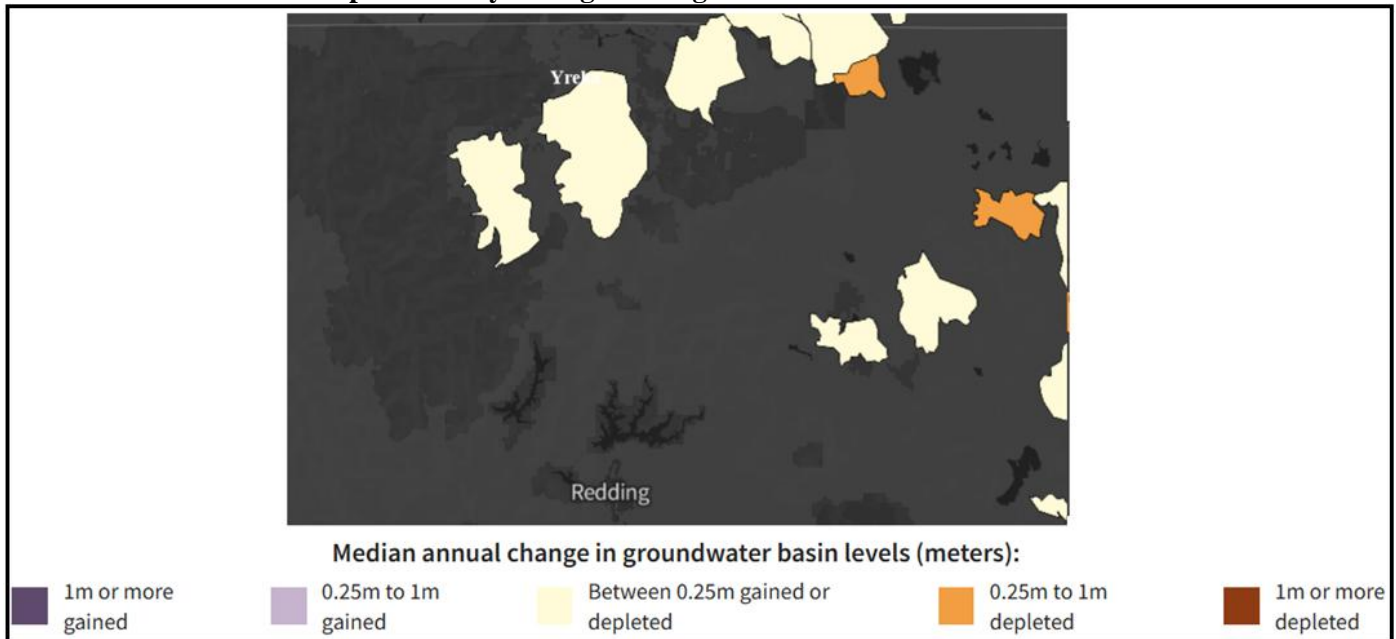 Yre
Redding
Median annual change in groundwater basin levels (meters):
1m or more
gained
0.25m to 1m
gained
Between 0.25m gained or
depleted
0.25m to 1m
depleted
1m or more
depleted